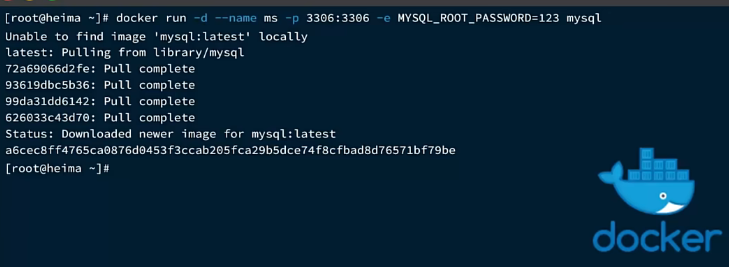 [root@heima ~]# docker run -d --name ms -p 3306:3306 -e MYSQL_ROOT_PASSWORD=123 mysql
Unable to find image 'mysql:latest' locally
latest: Pulling from library/mysql
72a69066d2fe: Pull complete
93619dbc5b36: Pull complete
99da31dd6142: Pull complete
626033c43d70: Pull complete
Status: Downloaded newer image for mysql:latest
a6cec8ff4765ca0876d0453f3ccab205fca29b5dce74f8cfbad8d76571bf79be
[root@heima ~]#
docker